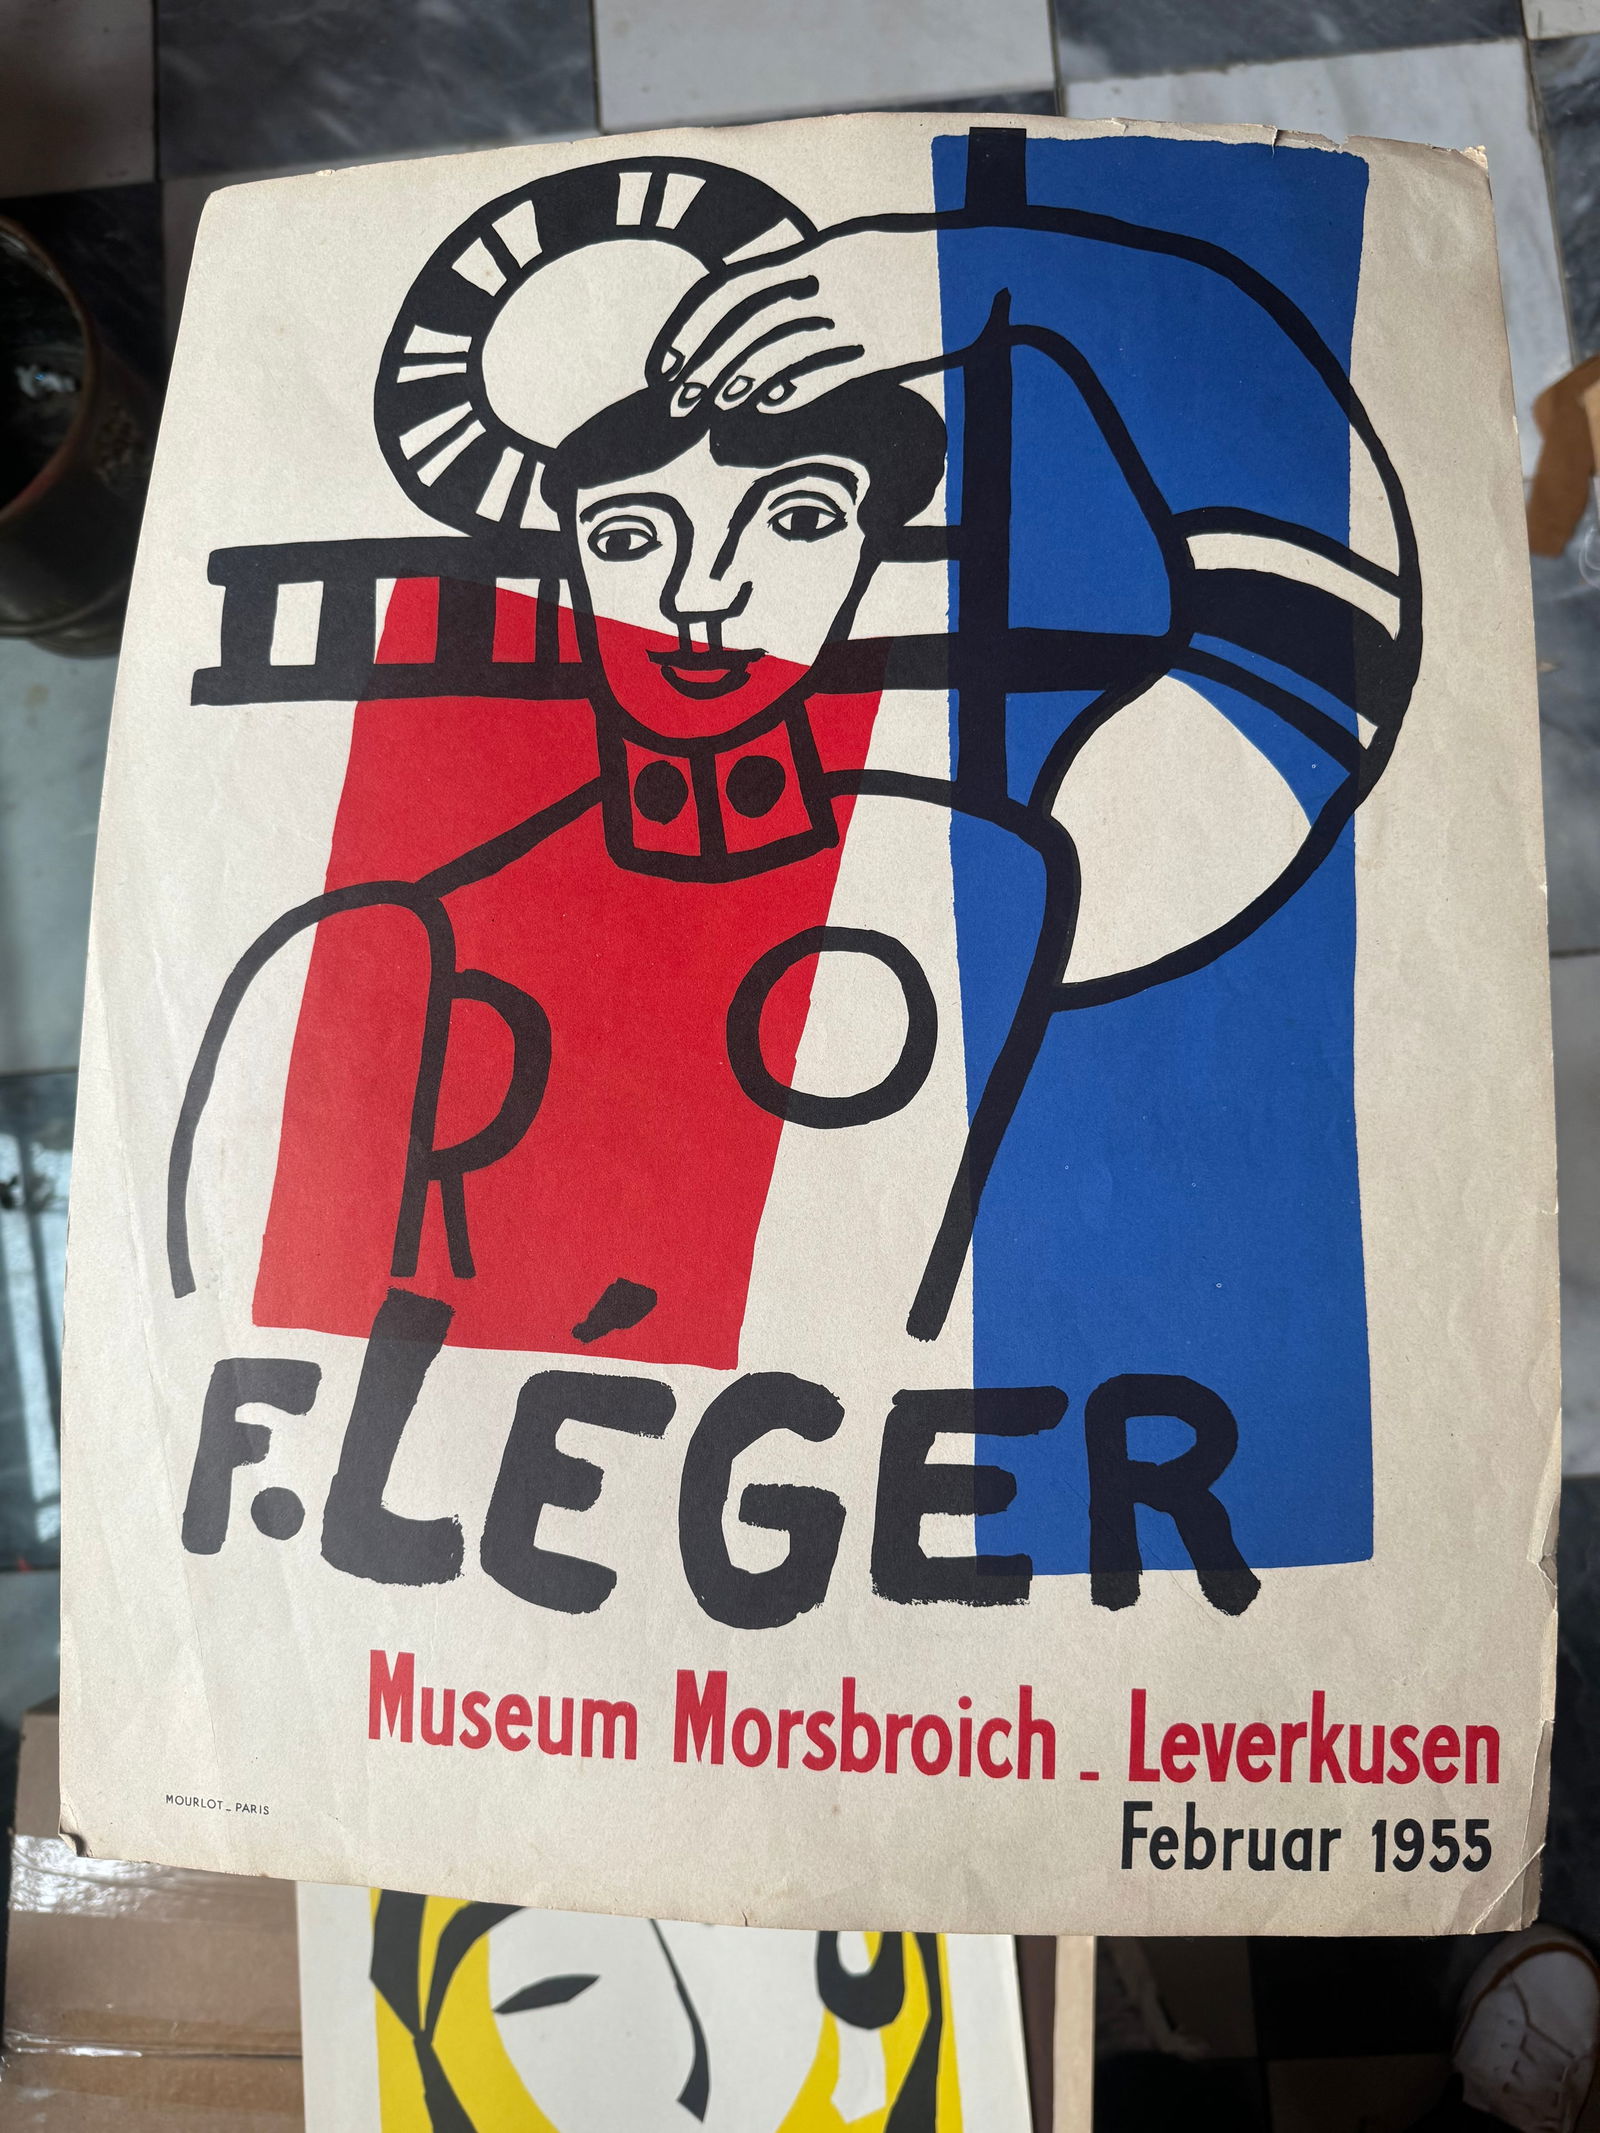 F. LÉGER
Museum Morsbroich _ Leverkusen
Februar 1955
MOURLOT _ PARIS